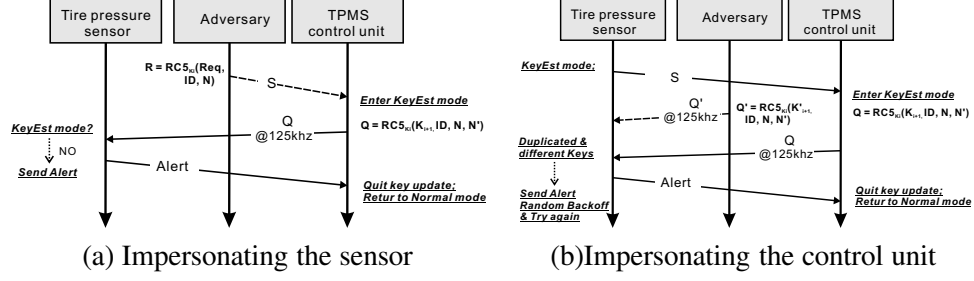 Tire pressure
sensor
Adversary
TPMS
control unit
R = RC5Ki(Req,
ID, N)
S
Enter KeyEst mode
Q
@125khz
Q = RC5Ki(Ki+1, ID, N, N')
KeyEst mode?
NO
Send Alert
Alert
Quit key update;
Retur to Normal mode
(a) Impersonating the sensor
Tire pressure
sensor
Adversary
TPMS
control unit
KeyEst mode;
S
Enter KeyEst mode
Q'
@125khz
Q' = RC5Ki(K'i+1,
ID, N, N')
Q = RC5Ki(Ki+1, ID, N, N')
Q
@125khz
Duplicated &
different Keys
Send Alert
Random Backoff
& Try again
Alert
Quit key update;
Retur to Normal mode
(b)Impersonating the control unit